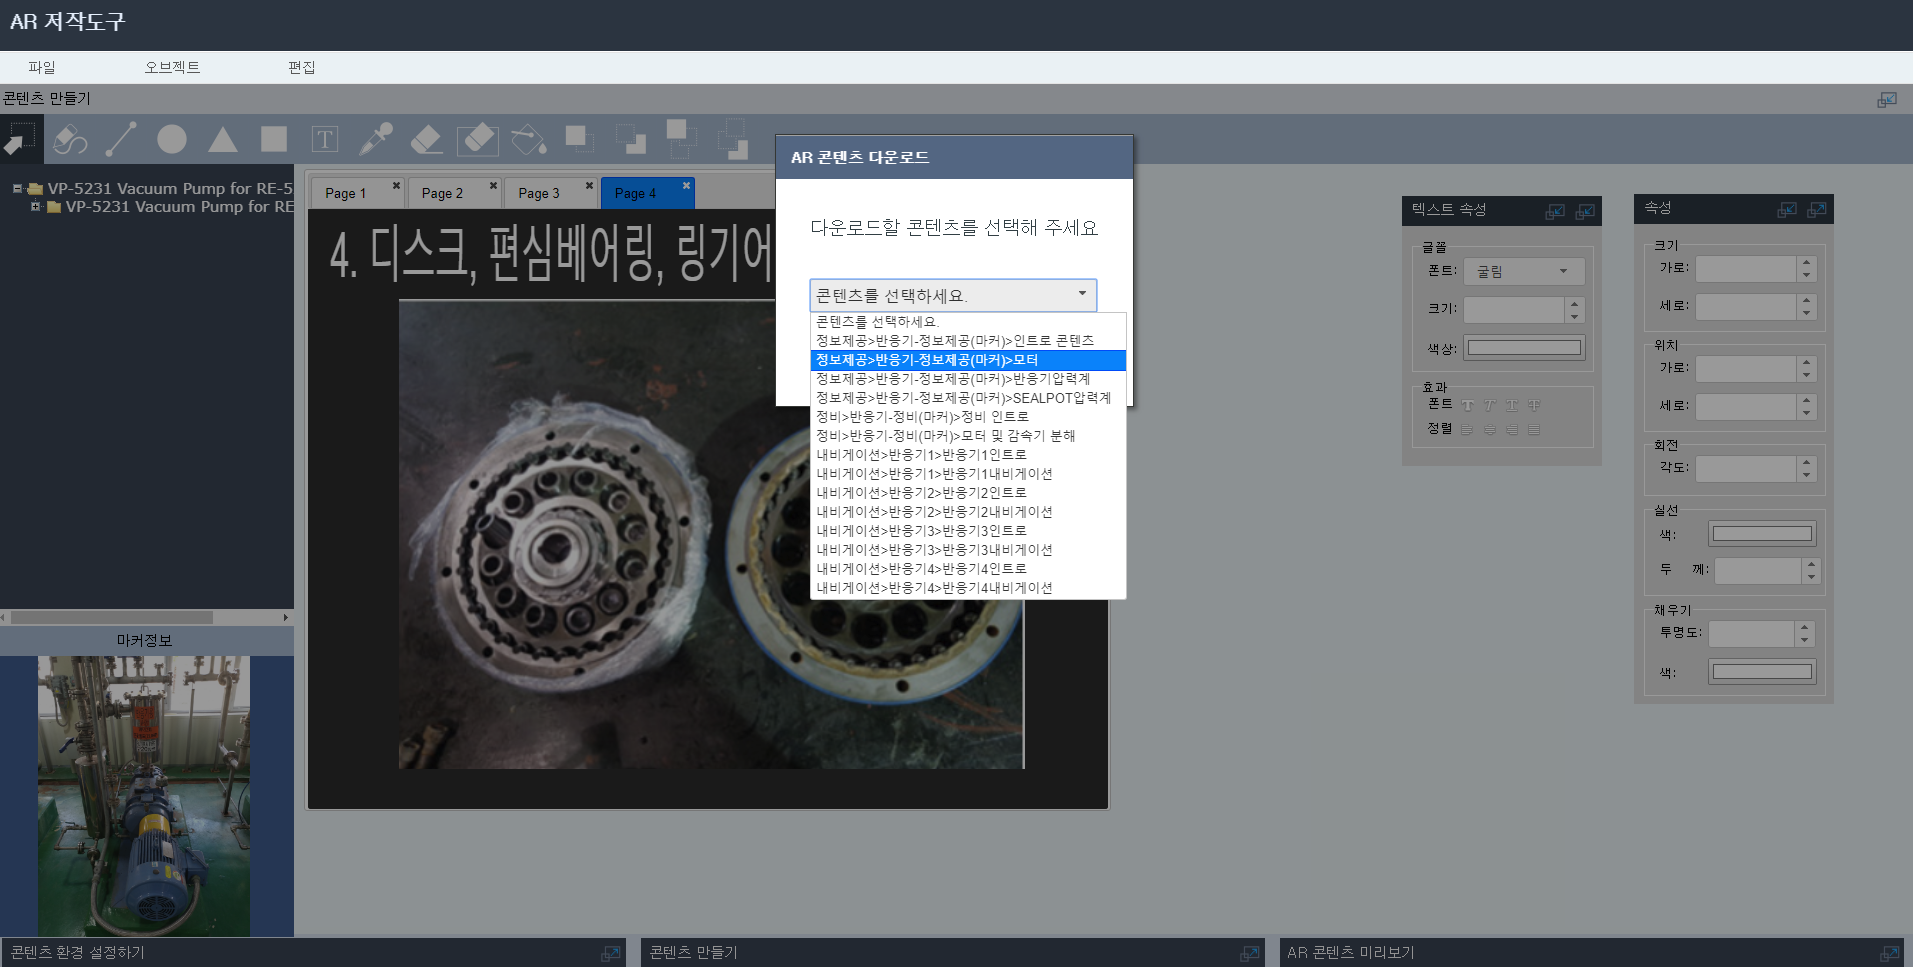 AR 저작도구
파일 오브젝트 편집
콘텐츠 만들기
T
VP-5231 Vacuum Pump for RE-5
VP-5231 Vacuum Pump for RE
Page 1 Page 2 Page 3 Page 4
4. 디스크, 편심베어링, 링기어
AR 콘텐츠 다운로드
다운로드할 콘텐츠를 선택해 주세요
콘텐츠를 선택하세요.
콘텐츠를 선택하세요.
정보제공>반응기-정보제공(마커)>인트로 콘텐츠
정보제공>반응기-정보제공(마커)>모터
정보제공>반응기-정보제공(마커)>반응기압력계
정보제공>반응기-정보제공(마커)>SEALPOT압력계
정비>반응기-정비(마커)>정비 인트로
정비>반응기-정비(마커)>모터 및 감속기 분해
내비게이션>반응기1>반응기1인트로
내비게이션>반응기1>반응기1내비게이션
내비게이션>반응기2>반응기2인트로
내비게이션>반응기2>반응기2내비게이션
내비게이션>반응기3>반응기3인트로
내비게이션>반응기3>반응기3내비게이션
내비게이션>반응기4>반응기4인트로
내비게이션>반응기4>반응기4내비게이션
텍스트 속성
글꼴
폰트: 굴림
크기:
색상:
효과
폰트 T T T T
정렬
속성
크기
가로:
세로:
위치
가로:
세로:
회전
각도:
실선
색:
두 께:
채우기
투명도:
색:
마커정보
콘텐츠 환경 설정하기
콘텐츠 만들기
AR 콘텐츠 미리보기